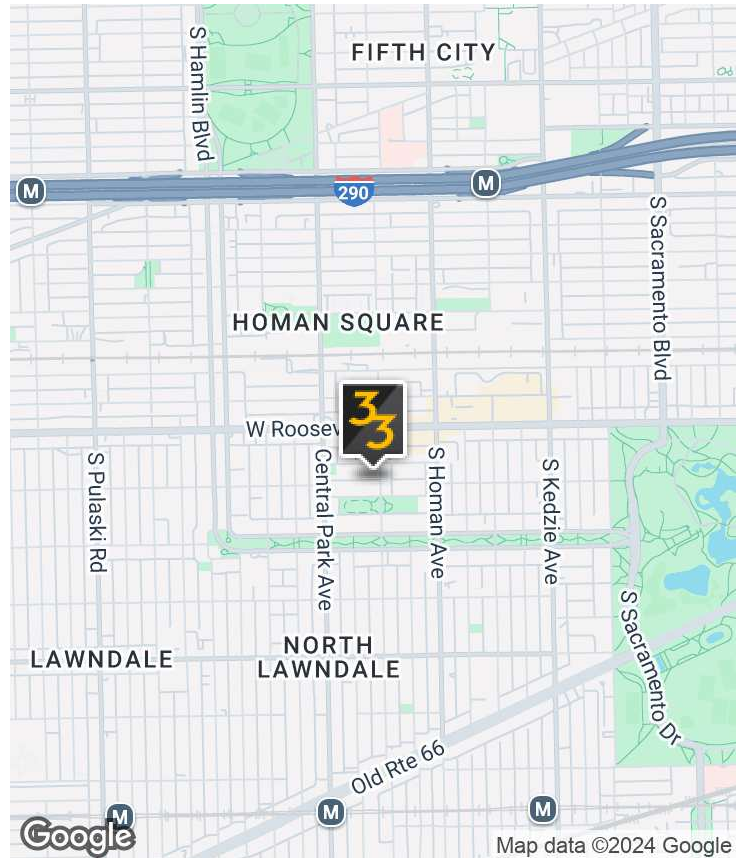 FIFTH CITY
S Hamlin Blvd
M
M
290
S Sacramento Blvd
HOMAN SQUARE
33
W Roosev
S Pulaski Rd
Central Park Ave
S Homan Ave
S Kedzie Ave
S Sacramento Dr
LAWNDALE
NORTH
LAWNDALE
Old Rte 66
M
M
M
Google
Map data ©2024 Google